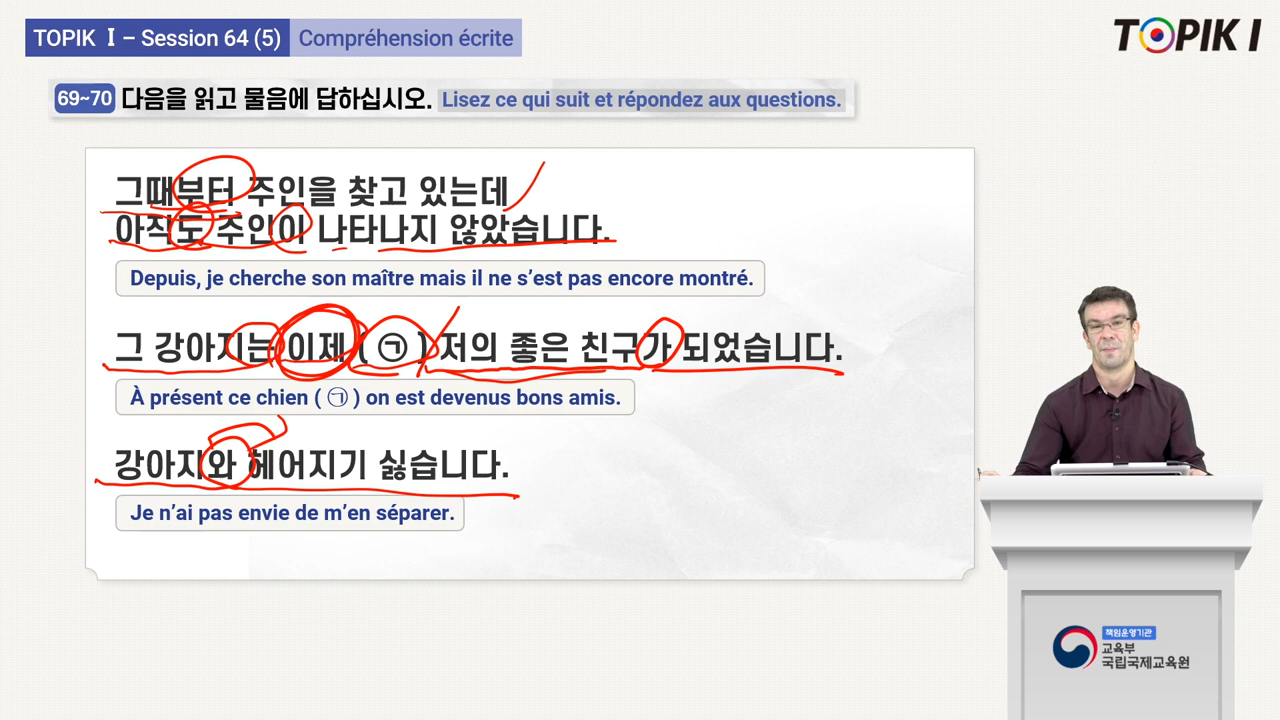 TOPIK Ⅰ – Session 64 (5) Compréhension écrite
TOPIK I
69~70 다음을 읽고 물음에 답하십시오. Lisez ce qui suit et répondez aux questions.
그때부터 주인을 찾고 있는데
아직도 주인이 나타나지 않았습니다.
Depuis, je cherche son maître mais il ne s’est pas encore montré.
그 강아지는 이제 ( ㉠ ) 저의 좋은 친구가 되었습니다.
À présent ce chien ( ㉠ ) on est devenus bons amis.
강아지와 헤어지기 싫습니다.
Je n’ai pas envie de m’en séparer.
책임운영기관
교육부
국립국제교육원